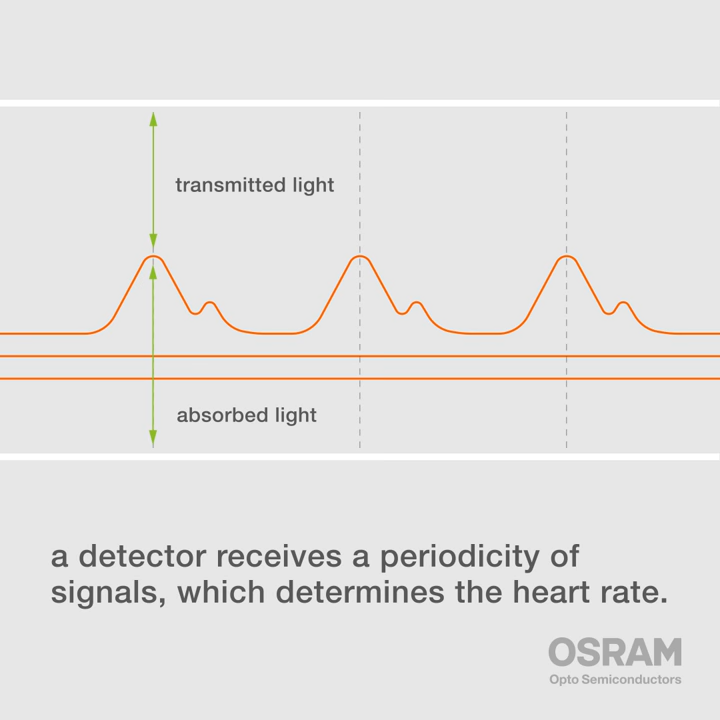 transmitted light
absorbed light
a detector receives a periodicity of
signals, which determines the heart rate.
OSRAM
Opto Semiconductors